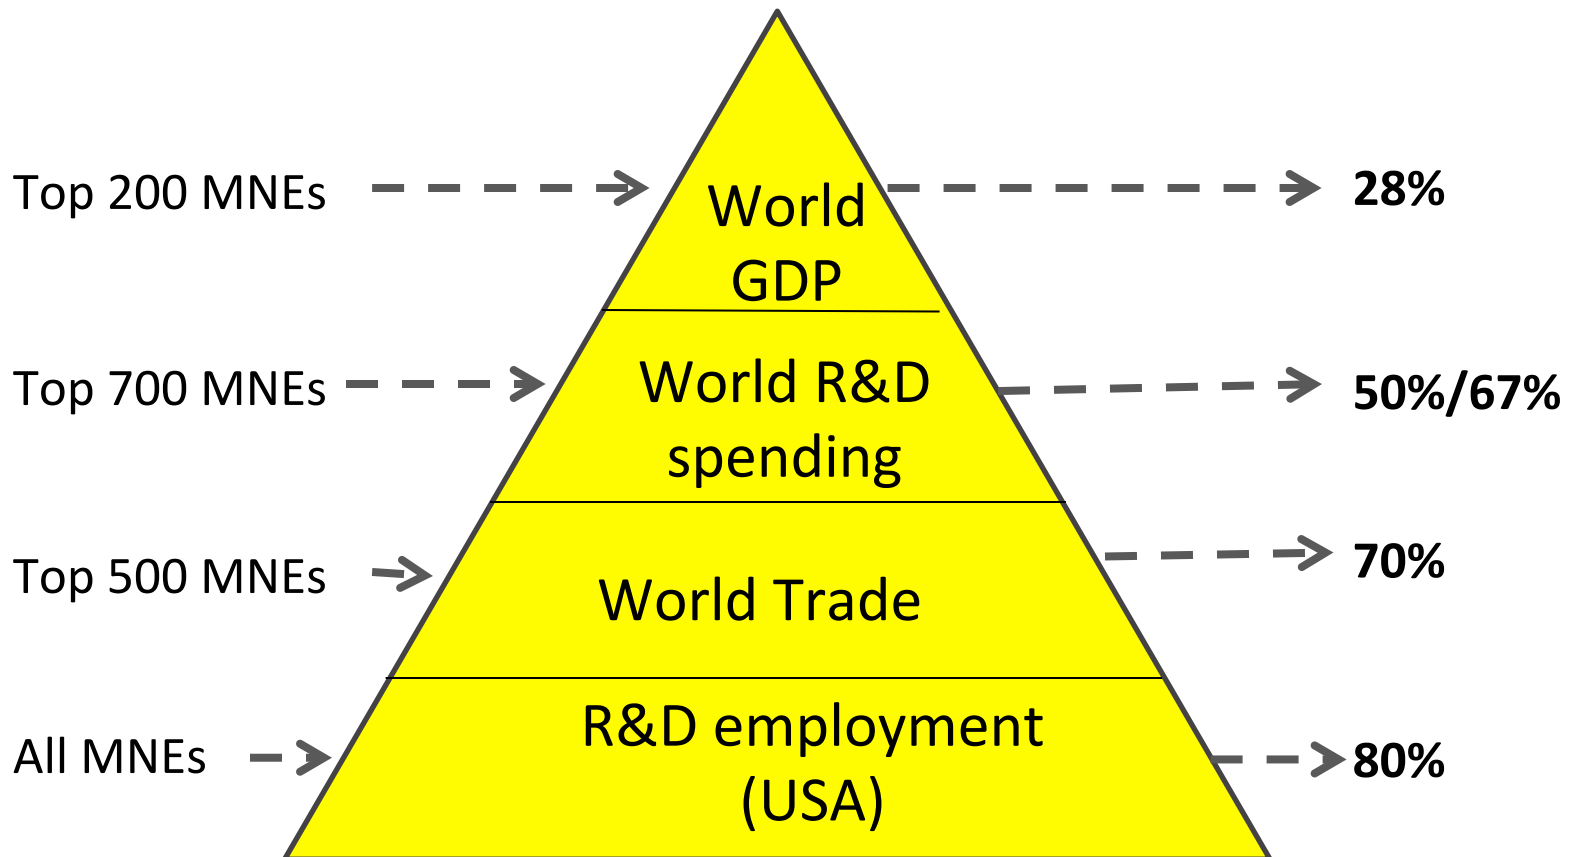 Top 200 MNEs
World
GDP
28%
Top 700 MNEs
World R&D
spending
50%/67%
Top 500 MNEs
World Trade
70%
All MNEs
R&D employment
(USA)
80%